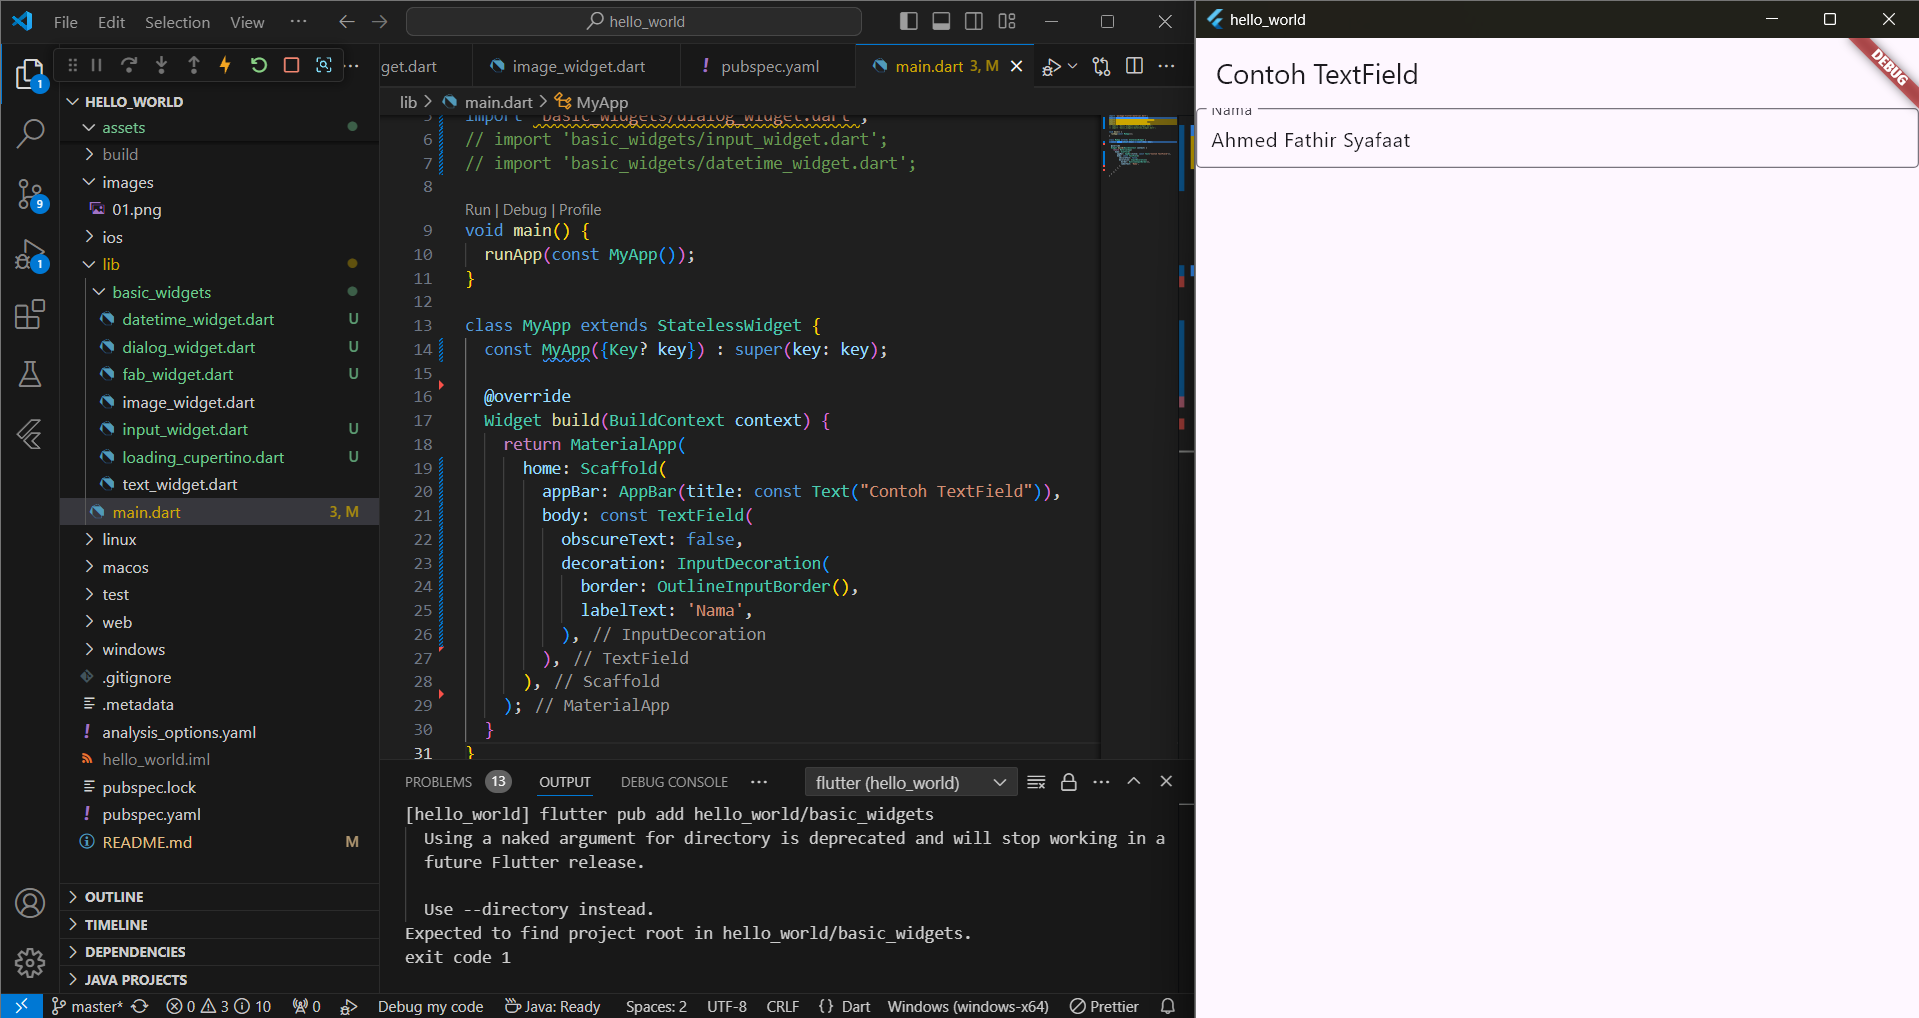 File Edit Selection View ··· hello_world
hello_world
DEBUG
1
HELLO_WORLD
assets
build
images
01.png
ios
lib
basic_widgets
datetime_widget.dart U
dialog_widget.dart U
fab_widget.dart U
image_widget.dart
input_widget.dart U
loading_cupertino.dart U
text_widget.dart
main.dart 3, M
linux
macos
test
web
windows
.gitignore
.metadata
analysis_options.yaml
hello_world.iml
pubspec.lock
pubspec.yaml
README.md M
OUTLINE
TIMELINE
DEPENDENCIES
JAVA PROJECTS
9
1
get.dart image_widget.dart pubspec.yaml main.dart 3, M
lib > main.dart > MyApp
5 import 'basic_widgets/dialog_widget.dart';
6 // import 'basic_widgets/input_widget.dart';
7 // import 'basic_widgets/datetime_widget.dart';
8
Run | Debug | Profile
9 void main() {
10 runApp(const MyApp());
11 }
12
13 class MyApp extends StatelessWidget {
14 const MyApp({Key? key}) : super(key: key);
15
16 @override
17 Widget build(BuildContext context) {
18 return MaterialApp(
19 home: Scaffold(
20 appBar: AppBar(title: const Text("Contoh TextField")),
21 body: const TextField(
22 obscureText: false,
23 decoration: InputDecoration(
24 border: OutlineInputBorder(),
25 labelText: 'Nama',
26 ), // InputDecoration
27 ), // TextField
28 ), // Scaffold
29 ); // MaterialApp
30 }
31 }
PROBLEMS 13 OUTPUT DEBUG CONSOLE ··· flutter (hello_world)
[hello_world] flutter pub add hello_world/basic_widgets
Using a naked argument for directory is deprecated and will stop working in a
future Flutter release.
Use --directory instead.
Expected to find project root in hello_world/basic_widgets.
exit code 1
master* 0 3 10 0 Debug my code Java: Ready Spaces: 2 UTF-8 CRLF {} Dart Windows (windows-x64) Prettier
Contoh TextField
Nama
Ahmed Fathir Syafaat